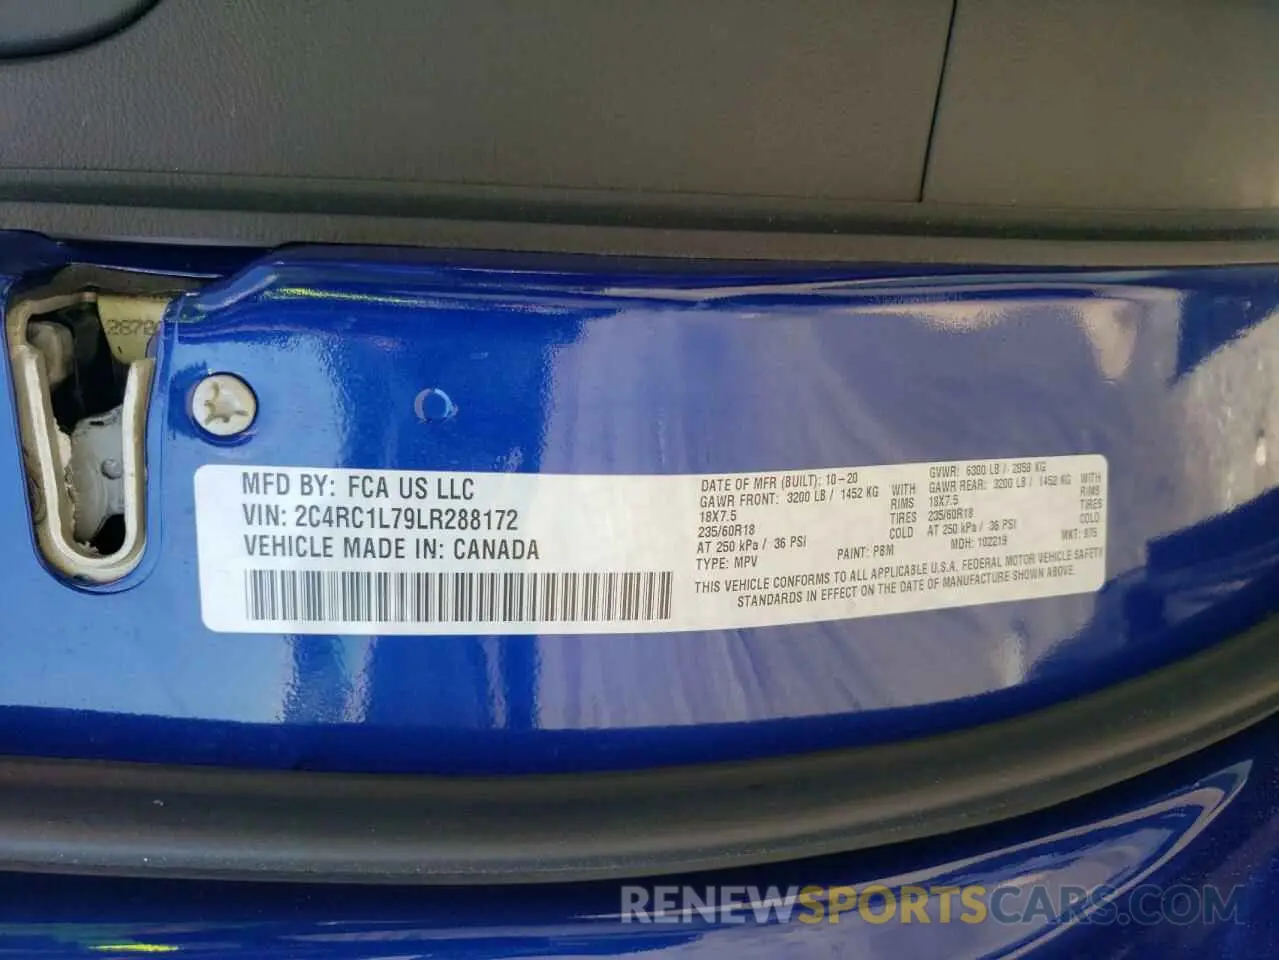 MFD BY: FCA US LLC
VIN: 2C4RC1L79LR288172
VEHICLE MADE IN: CANADA
DATE OF MFR (BUILT): 10-20
GVWR: 6300 LB / 2858 KG
GAWR FRONT: 3200 LB / 1452 KG WITH
GAWR REAR: 3200 LB / 1452 KG WITH
18X7.5 RIMS
18X7.5 RIMS
235/60R18 TIRES
235/60R18 TIRES
AT 250 kPa / 36 PSI COLD
AT 250 kPa / 36 PSI COLD
TYPE: MPV PAINT: PBM MDH: 102219 MKT: 976
THIS VEHICLE CONFORMS TO ALL APPLICABLE U.S.A. FEDERAL MOTOR VEHICLE SAFETY
STANDARDS IN EFFECT ON THE DATE OF MANUFACTURE SHOWN ABOVE.
RENEWSPORTSCARS.COM